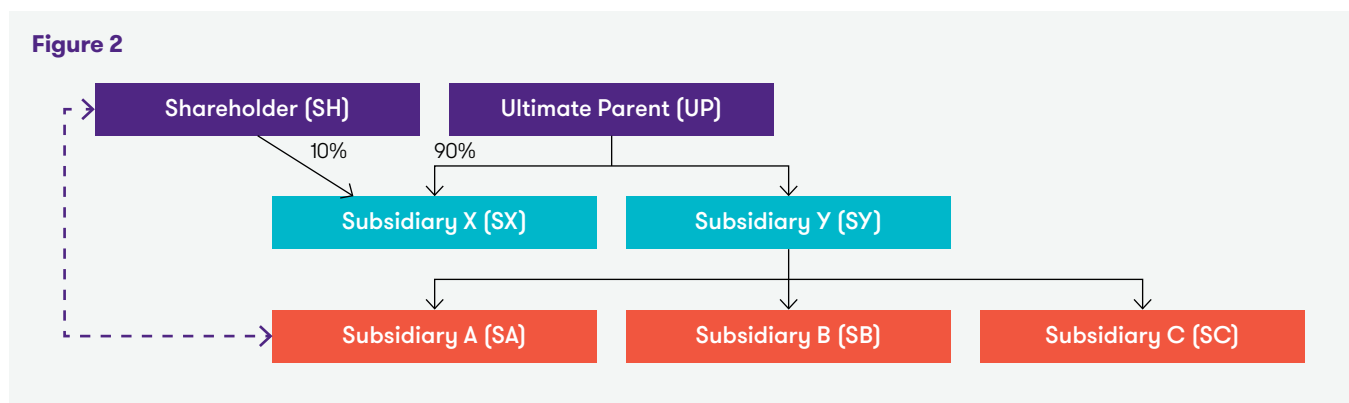 Figure 2
Shareholder (SH)
Ultimate Parent (UP)
10%
90%
Subsidiary X (SX)
Subsidiary Y (SY)
Subsidiary A (SA)
Subsidiary B (SB)
Subsidiary C (SC)